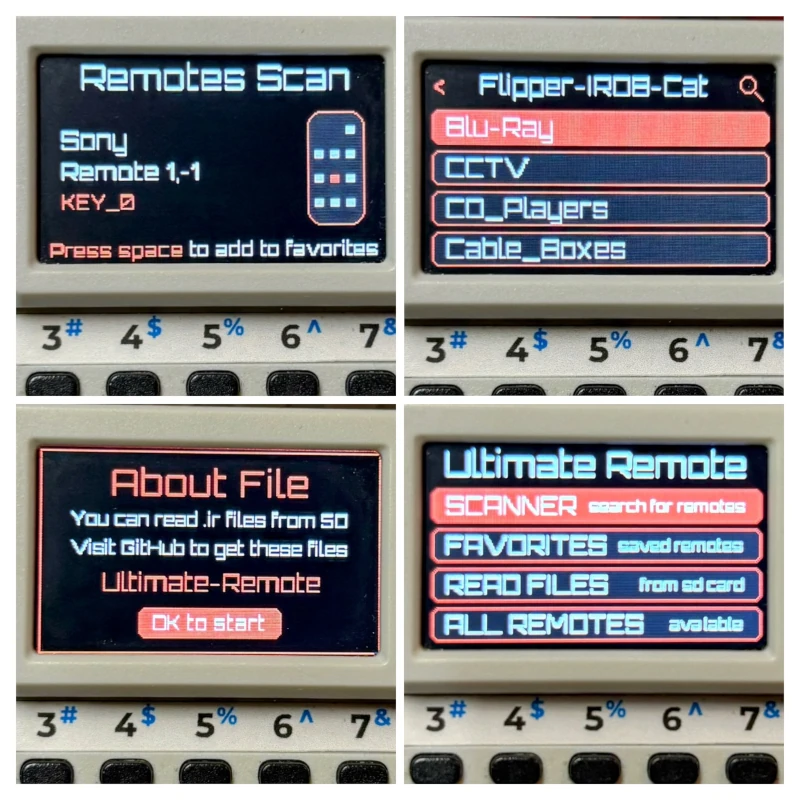 Remotes Scan
Sony
Remote 1,-1
KEY_0
Press space to add to favorites
3# 4$ 5% 6^ 7&
< Flipper-IRDB-Cat
Blu-Ray
CCTV
CD_Players
Cable_Boxes
3# 4$ 5% 6^ 7&
About File
You can read .ir files from SD
Visit GitHub to get these files
Ultimate-Remote
OK to start
3# 4$ 5% 6^ 7&
Ultimate Remote
SCANNER search for remotes
FAVORITES saved remotes
READ FILES from sd card
ALL REMOTES available
3# 4$ 5% 6^ 7&